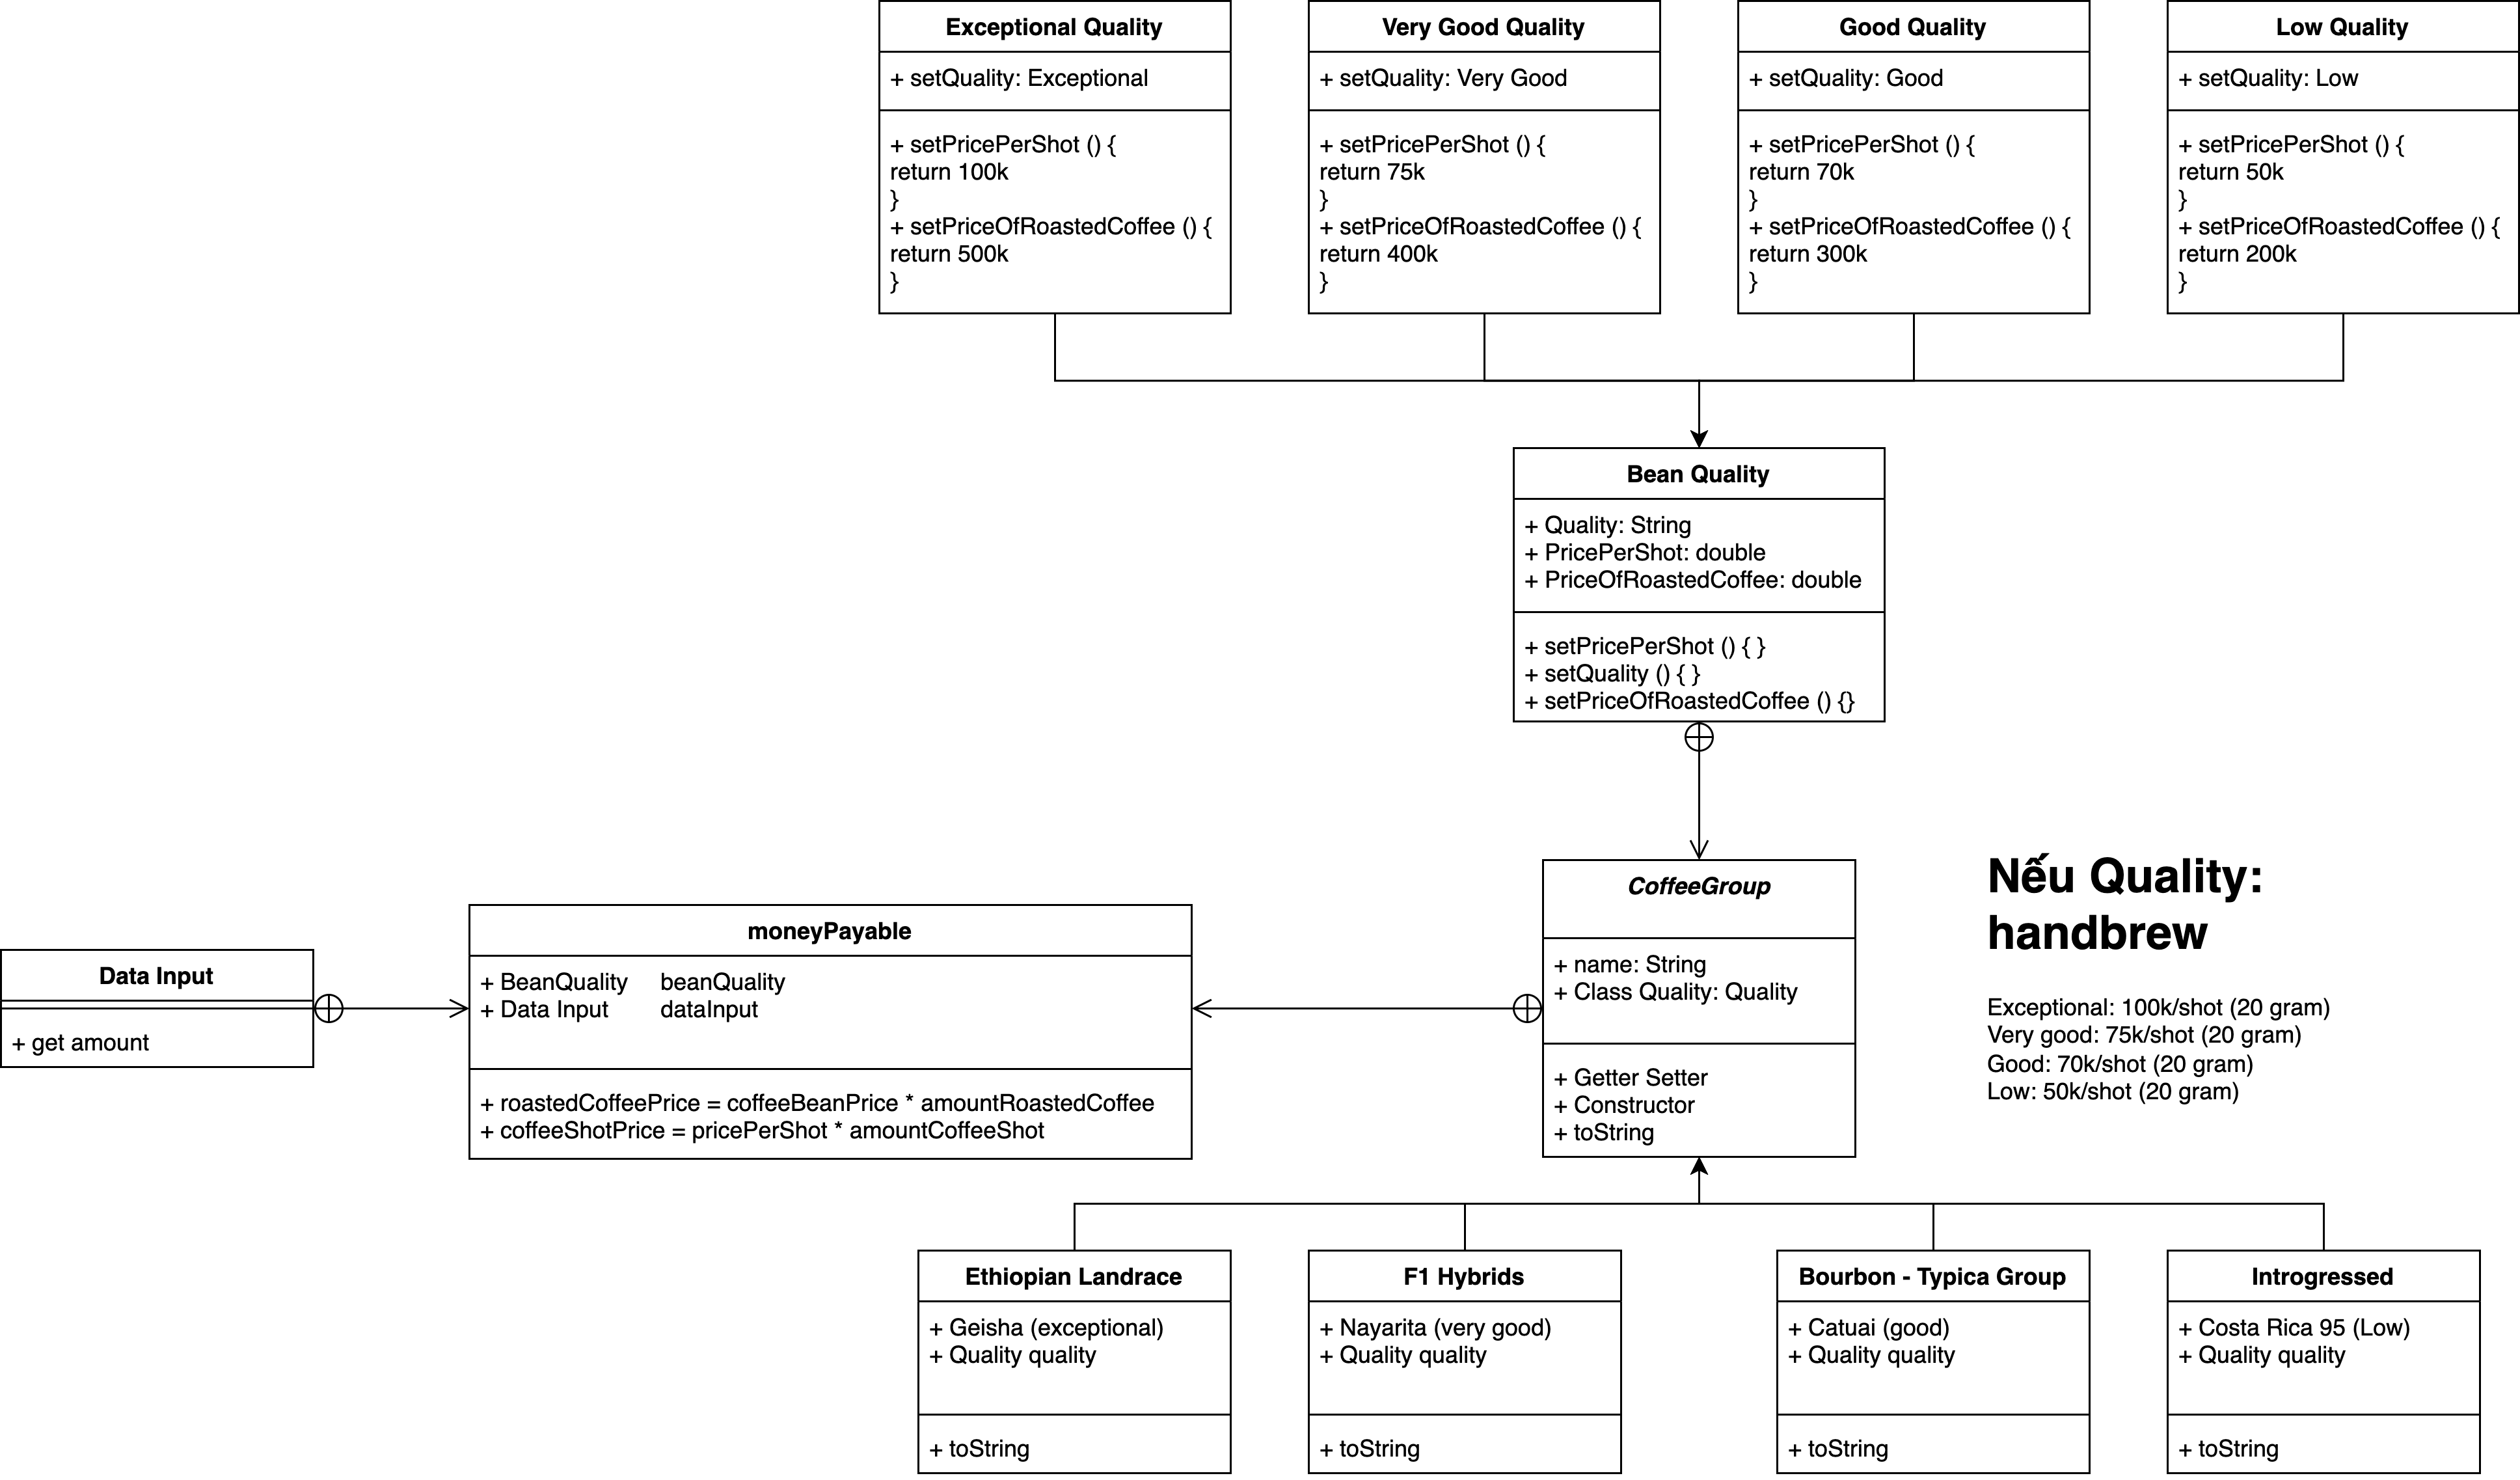 Exceptional Quality
+ setQuality: Exceptional
+ setPricePerShot () {
return 100k
}
+ setPriceOfRoastedCoffee () {
return 500k
}
Very Good Quality
+ setQuality: Very Good
+ setPricePerShot () {
return 75k
}
+ setPriceOfRoastedCoffee () {
return 400k
}
Good Quality
+ setQuality: Good
+ setPricePerShot () {
return 70k
}
+ setPriceOfRoastedCoffee () {
return 300k
}
Low Quality
+ setQuality: Low
+ setPricePerShot () {
return 50k
}
+ setPriceOfRoastedCoffee () {
return 200k
}
Bean Quality
+ Quality: String
+ PricePerShot: double
+ PriceOfRoastedCoffee: double
+ setPricePerShot () { }
+ setQuality () { }
+ setPriceOfRoastedCoffee () {}
Data Input
+ get amount
moneyPayable
+ BeanQuality beanQuality
+ Data Input dataInput
+ roastedCoffeePrice = coffeeBeanPrice * amountRoastedCoffee
+ coffeeShotPrice = pricePerShot * amountCoffeeShot
CoffeeGroup
+ name: String
+ Class Quality: Quality
+ Getter Setter
+ Constructor
+ toString
Nếu Quality:
handbrew
Exceptional: 100k/shot (20 gram)
Very good: 75k/shot (20 gram)
Good: 70k/shot (20 gram)
Low: 50k/shot (20 gram)
Ethiopian Landrace
+ Geisha (exceptional)
+ Quality quality
+ toString
F1 Hybrids
+ Nayarita (very good)
+ Quality quality
+ toString
Bourbon - Typica Group
+ Catuai (good)
+ Quality quality
+ toString
Introgressed
+ Costa Rica 95 (Low)
+ Quality quality
+ toString